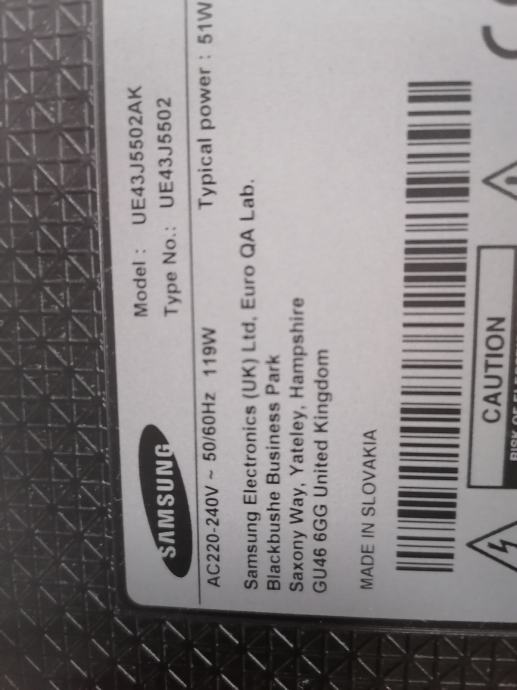 SAMSUNG
Model : UE43J5502AK
Type No.: UE43J5502
AC220-240V ~ 50/60Hz 119W Typical power : 51W
Samsung Electronics (UK) Ltd, Euro QA Lab.
Blackbushe Business Park
Saxony Way, Yateley, Hampshire
GU46 6GG United Kingdom
MADE IN SLOVAKIA
CAUTION